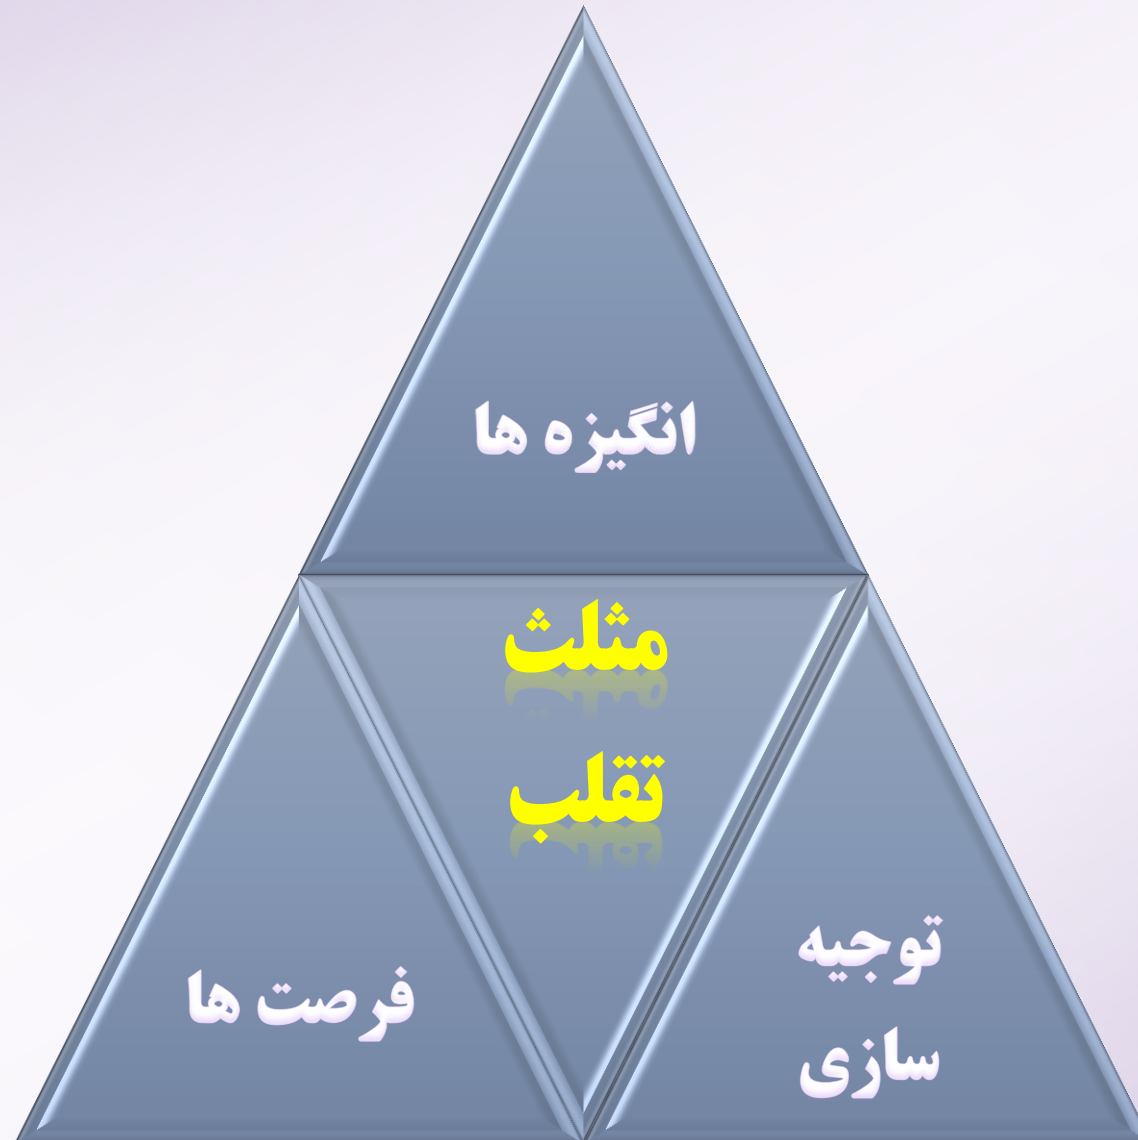 انگیزه ها
مثلث
تقلب
توجیه
سازی
فرصت ها